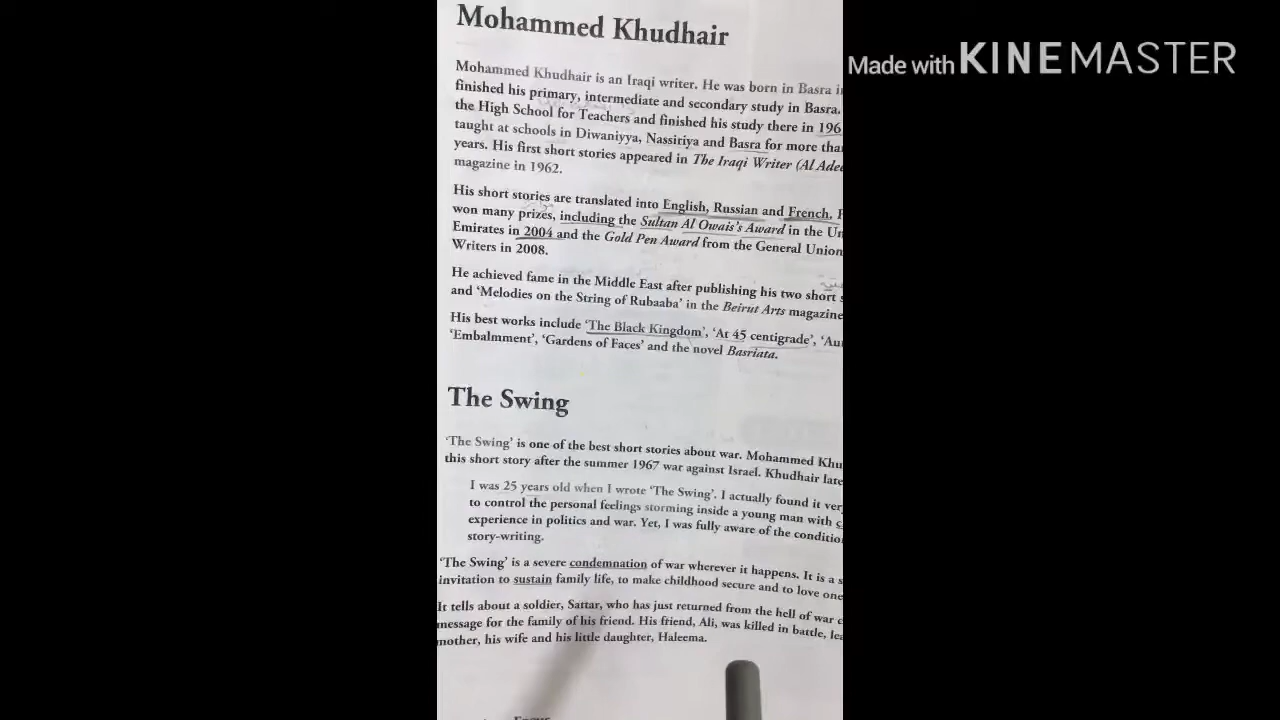 Mohammed Khudhair
Made with KINEMASTER
Mohammed Khudhair is an Iraqi writer. He was born in Basra
finished his primary, intermediate and secondary study in Basra.
the High School for Teachers and finished his study there in 196
taught at schools in Diwaniyya, Nassiriya and Basra for more
years. His first short stories appeared in The Iraqi Writer (Al
magazine in 1962.
His short stories are translated into English, Russian and French.
won many prizes, including the Sultan Al Owais's Award in the
Emirates in 2004 and the Gold Pen Award from the General Union
Writers in 2008.
He achieved fame in the Middle East after publishing his two short
and 'Melodies on the String of Rubaaba' in the Beirut Arts magazine
His best works include 'The Black Kingdom', 'At 45 centigrade',
'Embalmment', 'Gardens of Faces' and the novel Basriata.
The Swing
'The Swing' is one of the best short stories about war. Mohammed Khu
this short story after the summer 1967 war against Israel. Khudhair
I was 25 years old when I wrote 'The Swing'. I actually found it
to control the personal feelings storming inside a young man with
experience in politics and war. Yet, I was fully aware of the
story-writing.
'The Swing' is a severe condemnation of war wherever it happens. It is a
invitation to sustain family life, to make childhood secure and to love
It tells about a soldier, Sattar, who has just returned from the hell of war
message for the family of his friend. His friend, Ali, was killed in battle,
mother, his wife and his little daughter, Haleema.